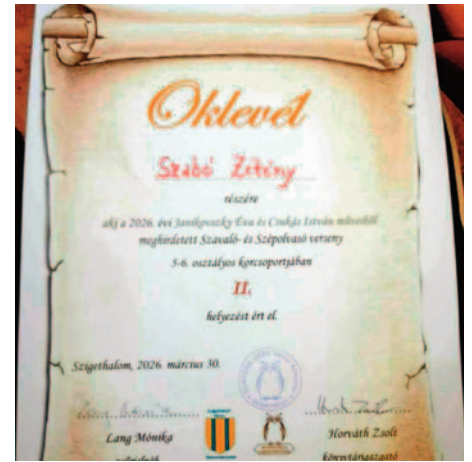 Oklevél
Szabó Zétény
részére
aki a 2026. évi Janikovszky Éva és Csukás István műveiből
meghirdetett Szavaló- és Szépolvasó verseny
5-6. osztályos korcsoportjában
II.
helyezést ért el.
Szigethalom, 2026. március 30.
Lang Mónika
Horváth Zsolt
könyvtárigazgató